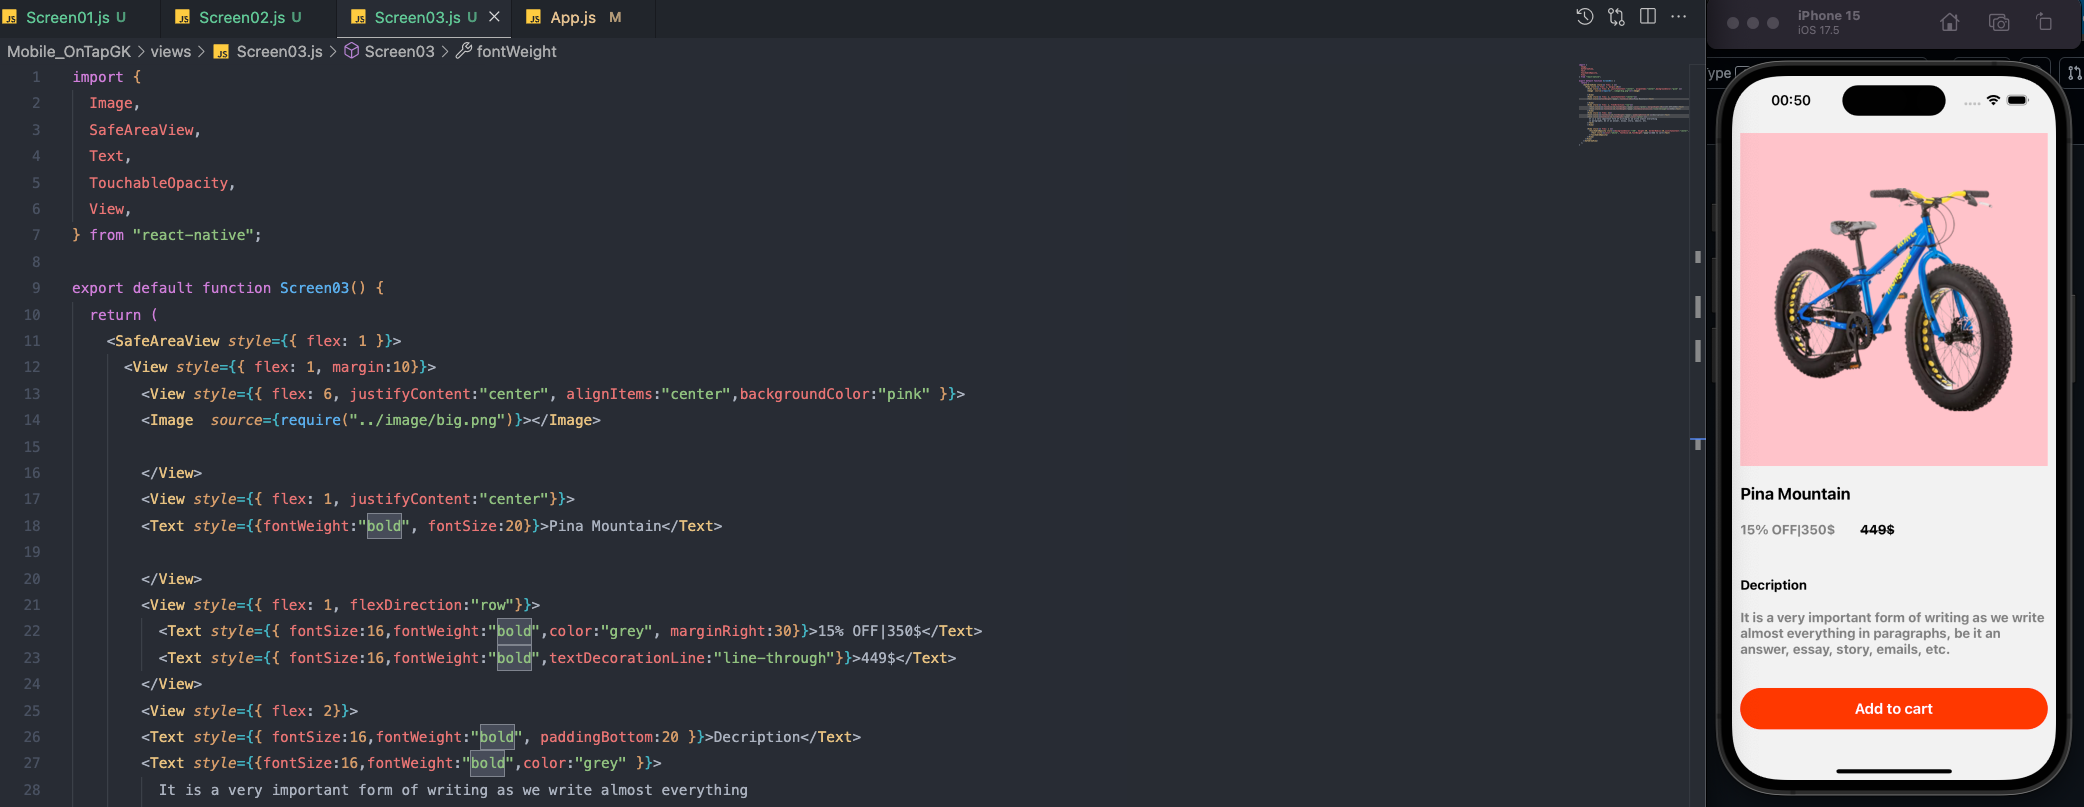 JS Screen01.js U JS Screen02.js U JS Screen03.js U JS App.js M
Mobile_OnTapGK > views > JS Screen03.js > Screen03 > fontWeight
1 import {
2 Image,
3 SafeAreaView,
4 Text,
5 TouchableOpacity,
6 View,
7 } from "react-native";
8
9 export default function Screen03() {
10 return (
11 <SafeAreaView style={{ flex: 1 }}>
12 <View style={{ flex: 1, margin:10}}>
13 <View style={{ flex: 6, justifyContent:"center", alignItems:"center",backgroundColor:"pink" }}>
14 <Image  source={require("../image/big.png")}></Image>
15
16 </View>
17 <View style={{ flex: 1, justifyContent:"center"}}>
18 <Text style={{fontWeight:"bold", fontSize:20}}>Pina Mountain</Text>
19
20 </View>
21 <View style={{ flex: 1, flexDirection:"row"}}>
22 <Text style={{ fontSize:16,fontWeight:"bold",color:"grey", marginRight:30}}>15% OFF|350$</Text>
23 <Text style={{ fontSize:16,fontWeight:"bold",textDecorationLine:"line-through"}}>449$</Text>
24 </View>
25 <View style={{ flex: 2}}>
26 <Text style={{ fontSize:16,fontWeight:"bold", paddingBottom:20 }}>Decription</Text>
27 <Text style={{fontSize:16,fontWeight:"bold",color:"grey" }}>
28 It is a very important form of writing as we write almost everything
iPhone 15
iOS 17.5
ype
00:50
MONGOOSE
Pina Mountain
15% OFF|350$ 449$
Decription
It is a very important form of writing as we write
almost everything in paragraphs, be it an
answer, essay, story, emails, etc.
Add to cart